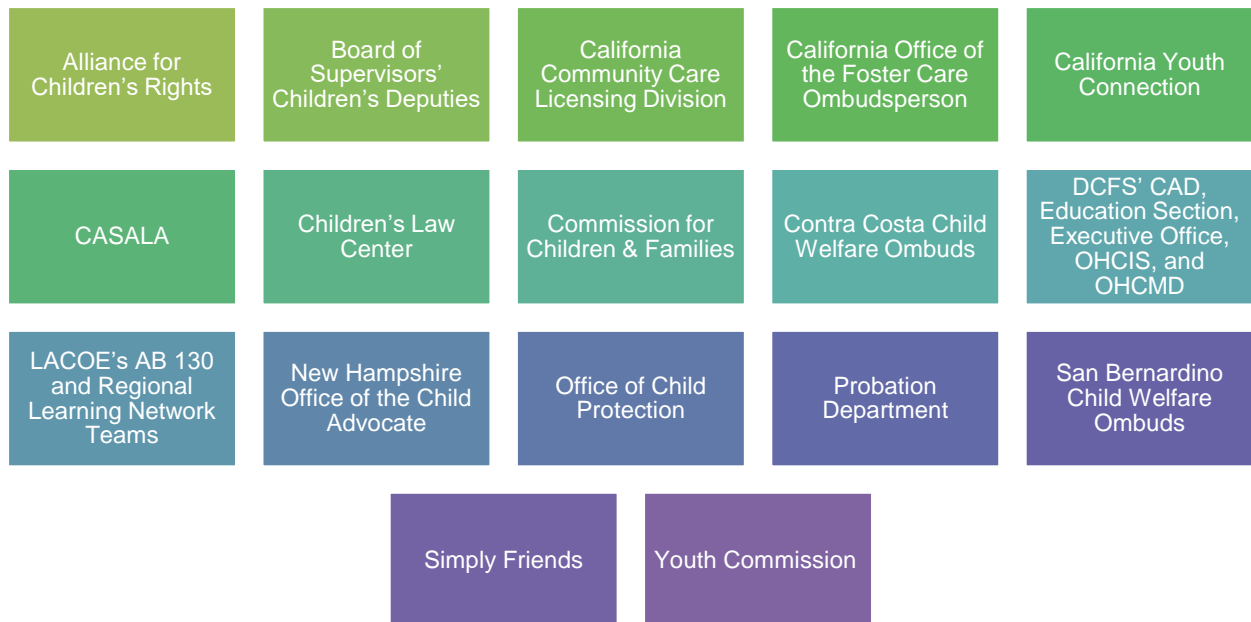 Alliance for
Children's Rights
Board of
Supervisors'
Children's Deputies
California
Community Care
Licensing Division
California Office of
the Foster Care
Ombudsperson
California Youth
Connection
CASALA
Children's Law
Center
Commission for
Children & Families
Contra Costa Child
Welfare Ombuds
DCFS' CAD,
Education Section,
Executive Office,
OHCIS, and
OHCMD
LACOE's AB 130
and Regional
Learning Network
Teams
New Hampshire
Office of the Child
Advocate
Office of Child
Protection
Probation
Department
San Bernardino
Child Welfare
Ombuds
Simply Friends
Youth Commission